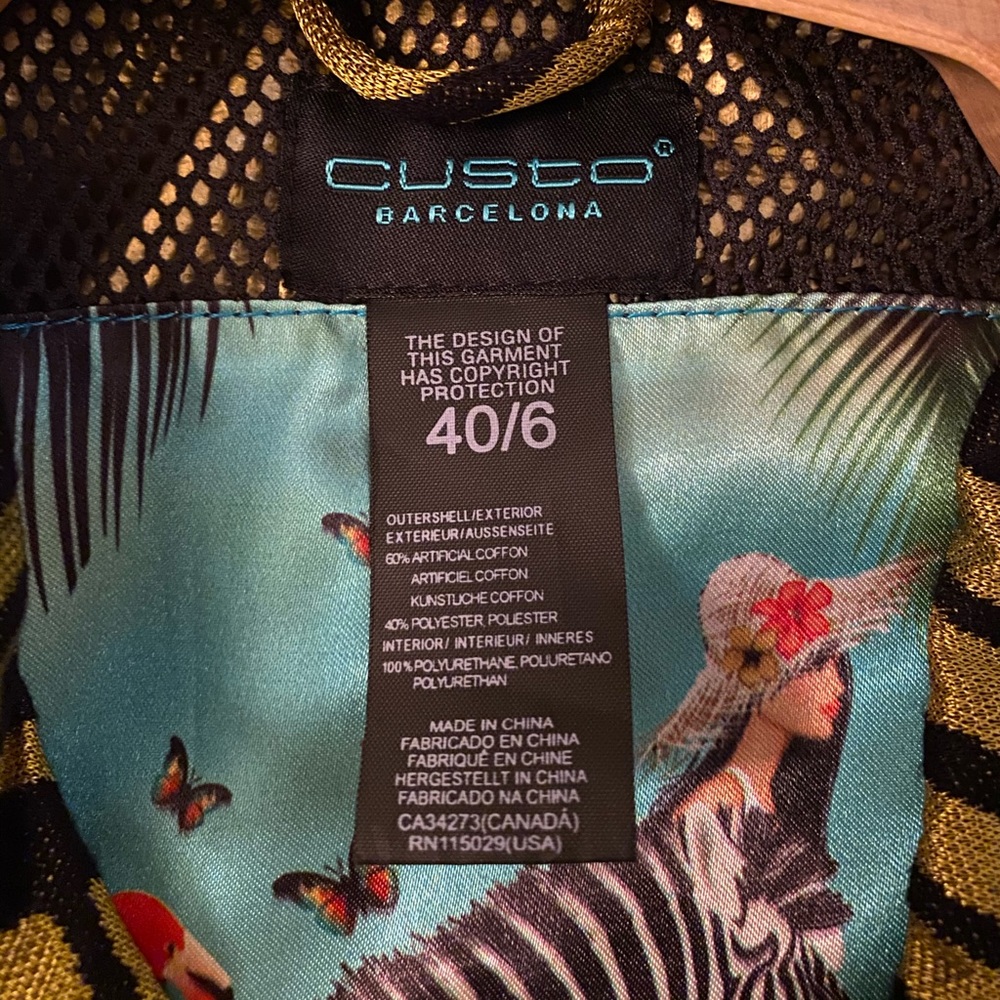 custo®
BARCELONA
THE DESIGN OF
THIS GARMENT
HAS COPYRIGHT
PROTECTION
40/6
OUTERSHELL/EXTERIOR
EXTERIEUR/AUSSENSEITE
60% ARTIFICIAL COFFON
ARTIFICIEL COFFON
KUNSTLICHE COFFON
40% POLYESTER, POLIESTER
INTERIOR/ INTERIEUR/ INNERES
100%POLYURETHANE, POLIURETANO
POLYURETHAN
MADE IN CHINA
FABRICADO EN CHINA
FABRIQUÉ EN CHINE
HERGESTELLT IN CHINA
FABRICADO NA CHINA
CA34273(CANADÁ)
RN115029(USA)